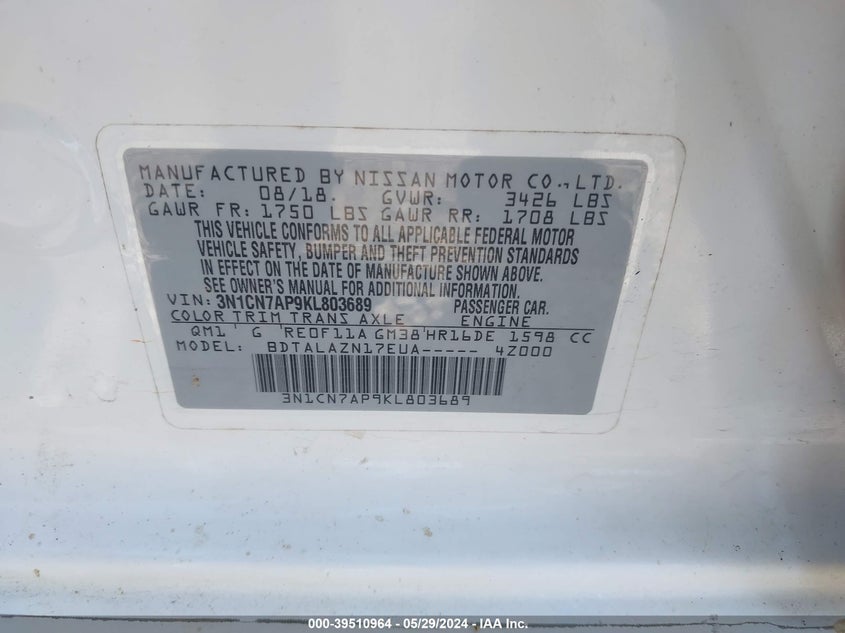 MANUFACTURED BY NISSAN MOTOR CO., LTD.
DATE: 08/18. GVWR: 3426 LBS
GAWR FR: 1750 LBS GAWR RR: 1708 LBS
THIS VEHICLE CONFORMS TO ALL APPLICABLE FEDERAL MOTOR
VEHICLE SAFETY, BUMPER AND THEFT PREVENTION STANDARDS
IN EFFECT ON THE DATE OF MANUFACTURE SHOWN ABOVE.
SEE OWNER'S MANUAL FOR ADDITIONAL INFORMATION.
VIN: 3N1CN7AP9KL803689 PASSENGER CAR.
COLOR TRIM TRANS AXLE ENGINE
QM1 ' G 'RE0F11A GM38'HR16DE 1598 CC
MODEL: BDTALAZN17EUA----- 4Z000
3N1CN7AP9KL803689
000-39510964 - 05/29/2024 - IAA Inc.